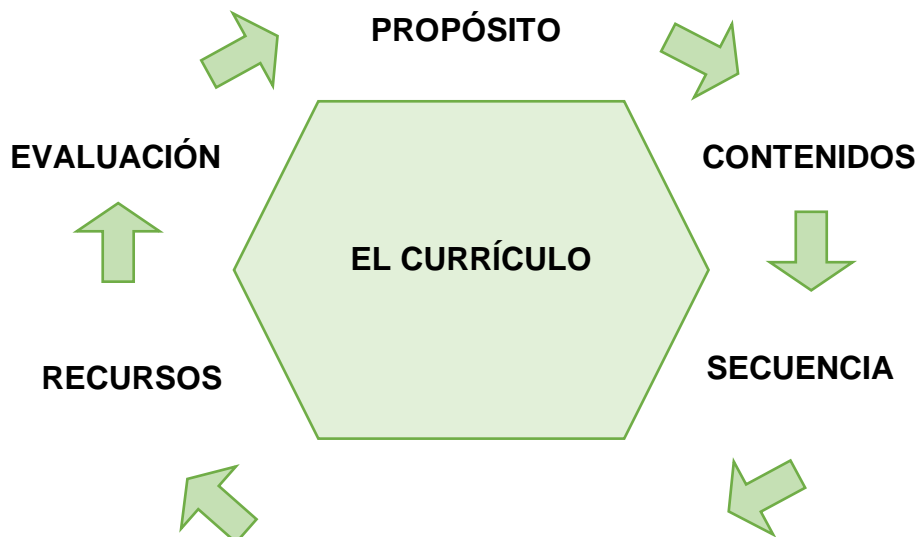 PROPÓSITO
EVALUACIÓN
CONTENIDOS
EL CURRÍCULO
RECURSOS
SECUENCIA